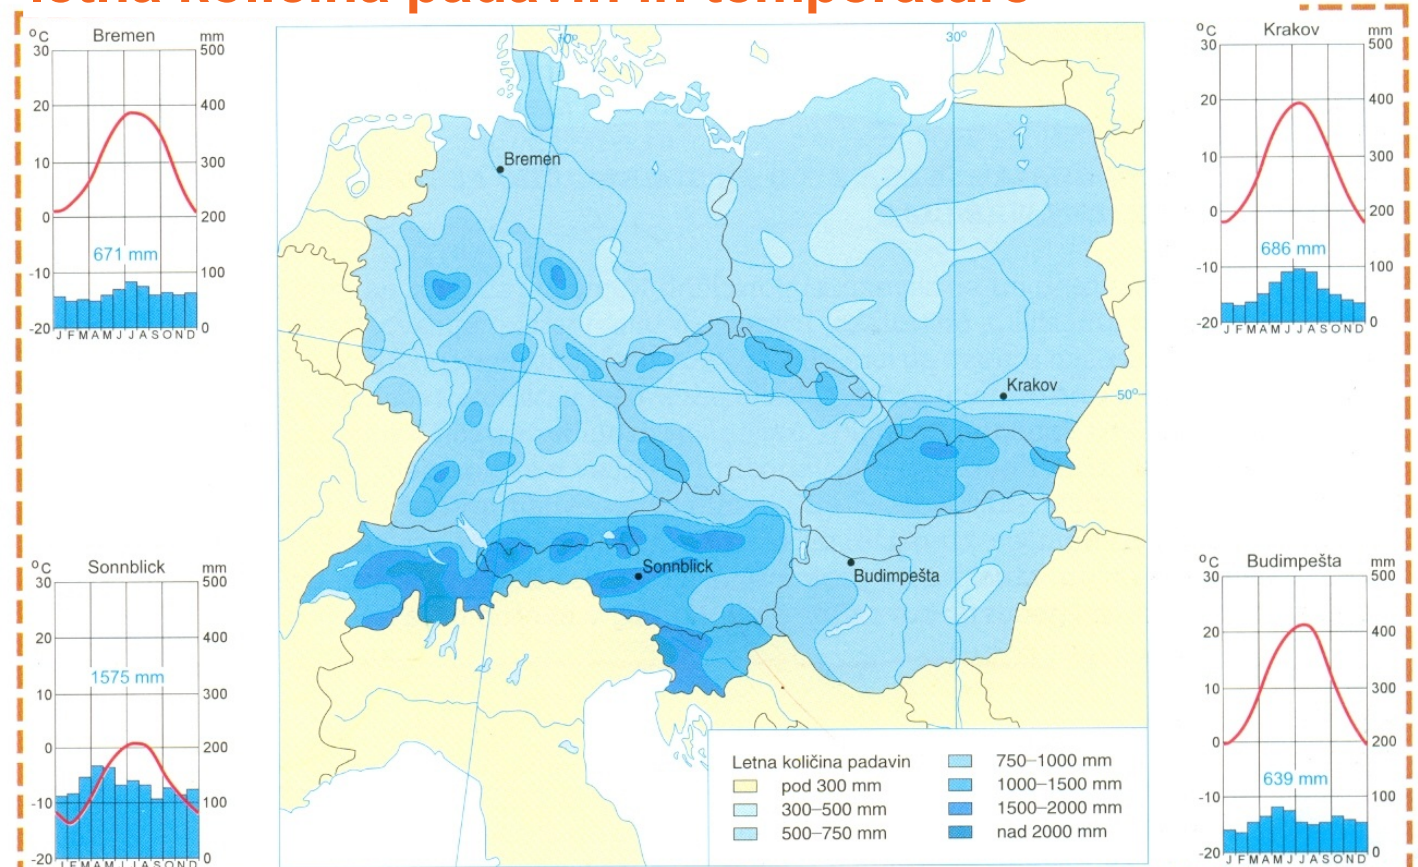 letna količina padavin in temperature
°C Bremen mm
30 500
20 400
10 300
0 200
671 mm
-10 100
-20 0
J F M A M J J A S O N D
°C Krakov mm
30 500
20 400
10 300
0 200
686 mm
-10 100
-20 0
J F M A M J J A S O N D
10°
30°
Bremen
Krakov
50°
Sonnblick
Budimpešta
°C Sonnblick mm
30 500
20 400
1575 mm
10 300
0 200
-10 100
-20 0
J F M A M J J A S O N D
°C Budimpešta mm
30 500
20 400
10 300
0 200
639 mm
-10 100
-20 0
J F M A M J J A S O N D
Letna količina padavin
pod 300 mm
300–500 mm
500–750 mm
750–1000 mm
1000–1500 mm
1500–2000 mm
nad 2000 mm